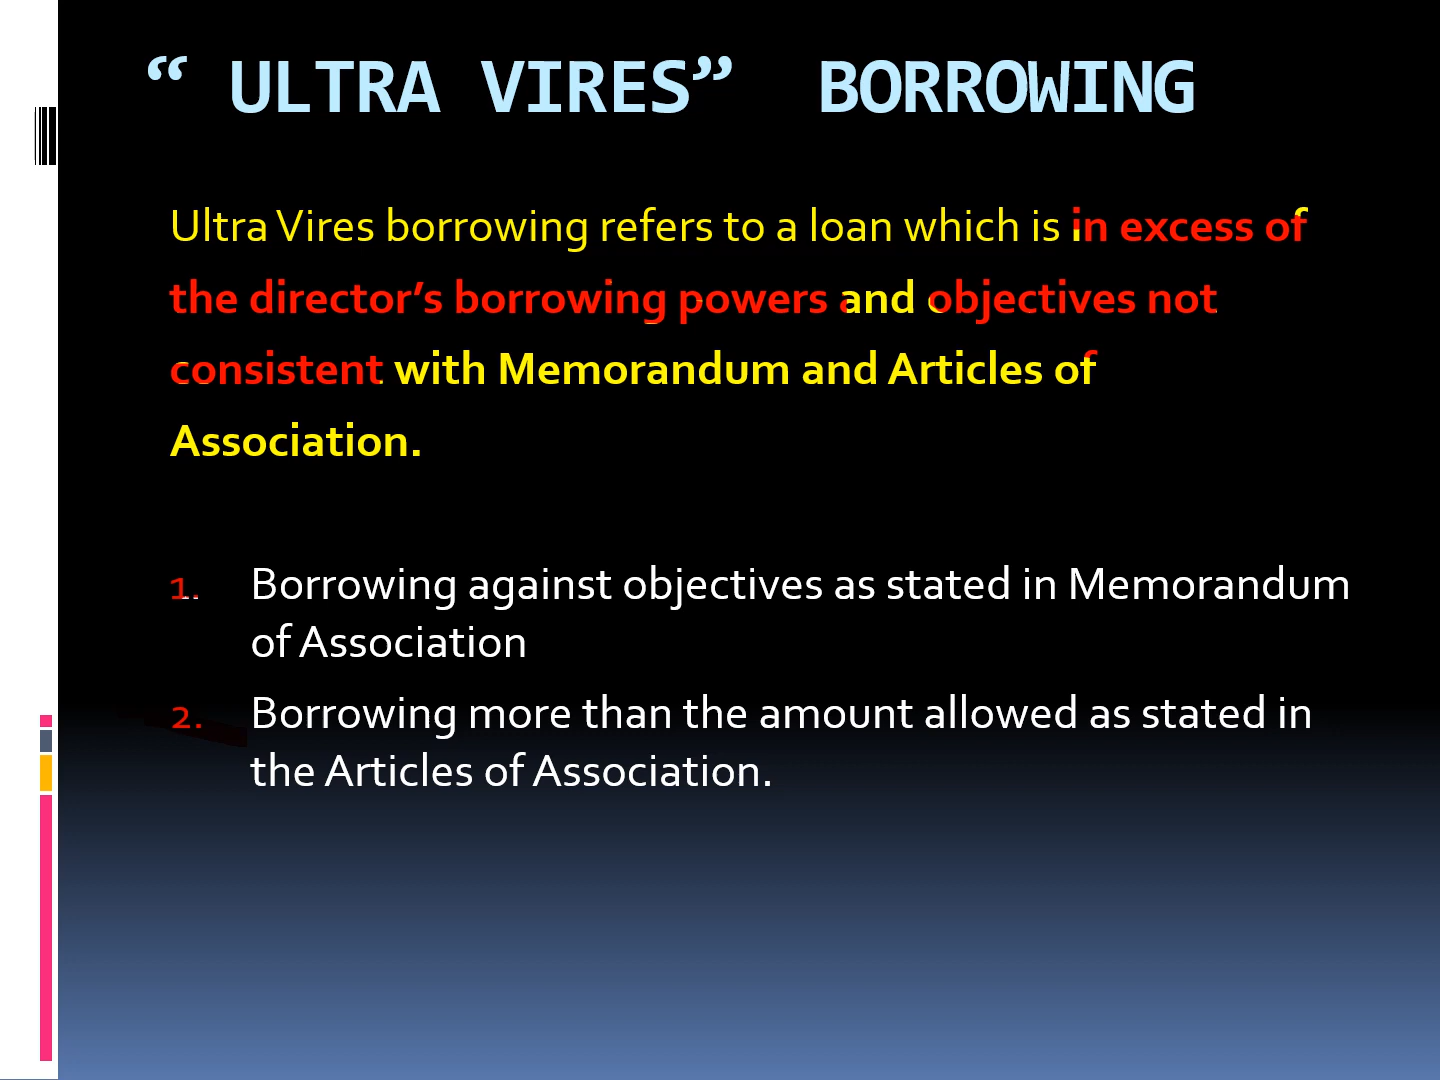 “ ULTRA VIRES” BORROWING
Ultra Vires borrowing refers to a loan which is in excess of
the director’s borrowing powers and objectives not
consistent with Memorandum and Articles of
Association.
1. Borrowing against objectives as stated in Memorandum
of Association
2. Borrowing more than the amount allowed as stated in
the Articles of Association.